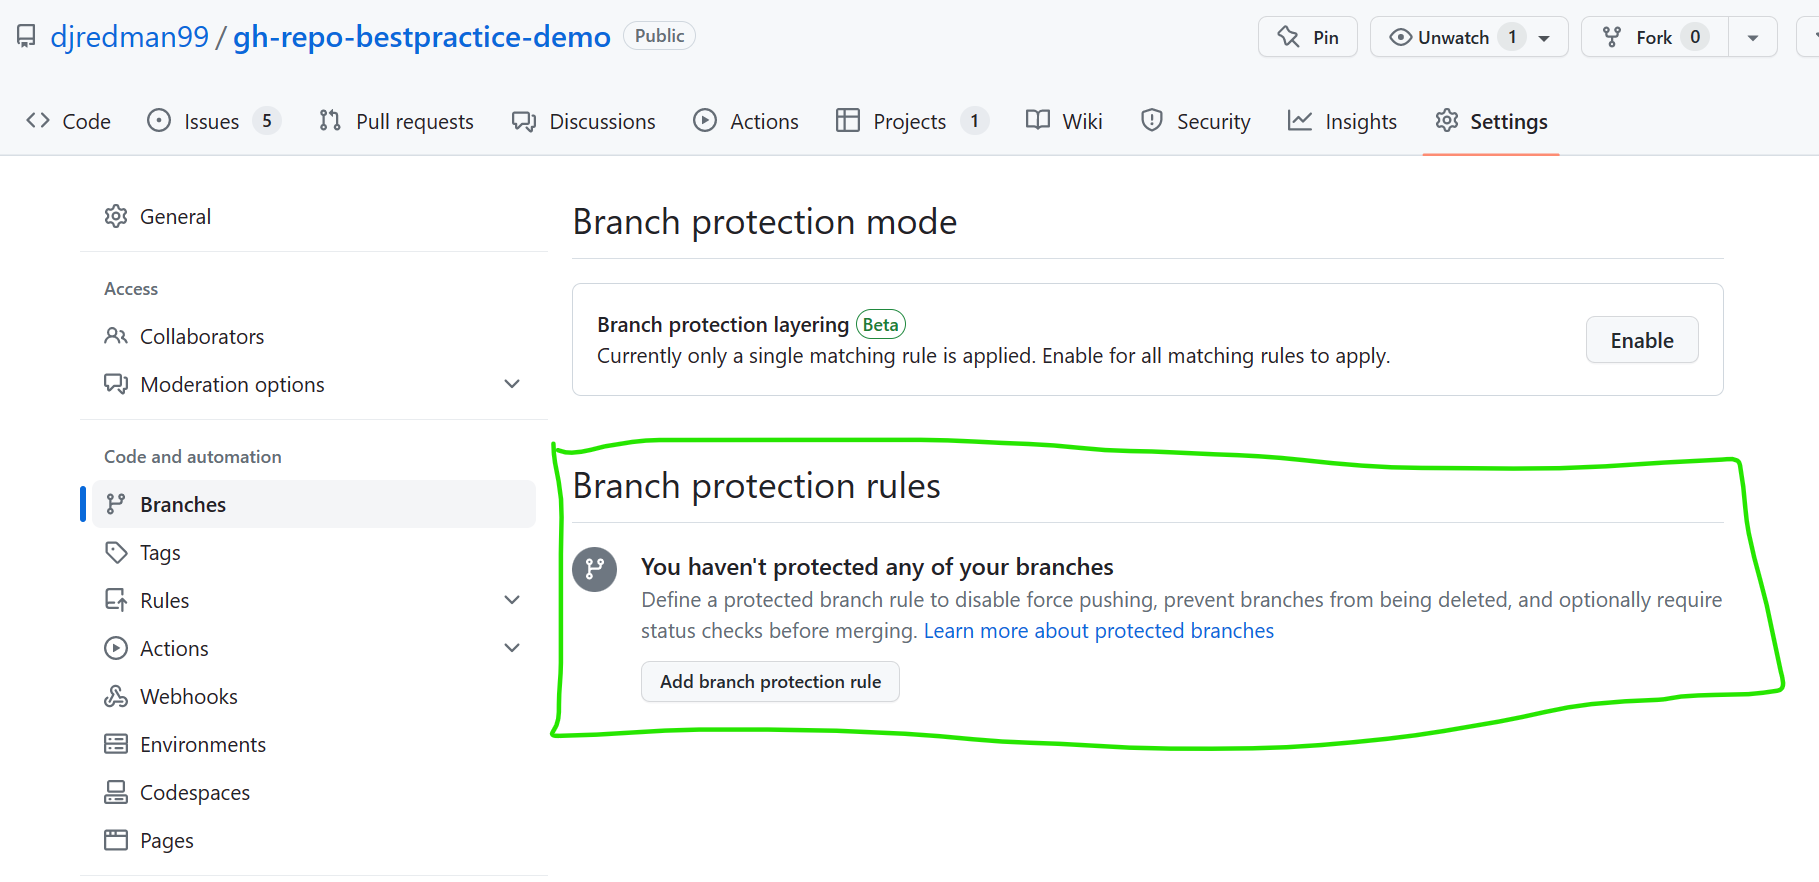 djredman99 / gh-repo-bestpractice-demo Public
Pin Unwatch 1 Fork 0
Code Issues 5 Pull requests Discussions Actions Projects 1 Wiki Security Insights Settings
General
Access
Collaborators
Moderation options
Code and automation
Branches
Tags
Rules
Actions
Webhooks
Environments
Codespaces
Pages
Branch protection mode
Branch protection layering Beta
Currently only a single matching rule is applied. Enable for all matching rules to apply.
Enable
Branch protection rules
You haven't protected any of your branches
Define a protected branch rule to disable force pushing, prevent branches from being deleted, and optionally require
status checks before merging. Learn more about protected branches
Add branch protection rule